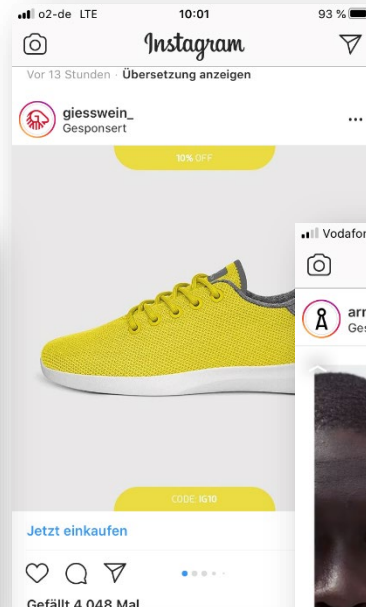 o2-de LTE 10:01 93 %
Instagram
Vor 13 Stunden · Übersetzung anzeigen
giesswein_
Gesponsert
10% OFF
CODE: IG10
Jetzt einkaufen
Gefällt 4.048 Mal
Vodafon
arr
Ges